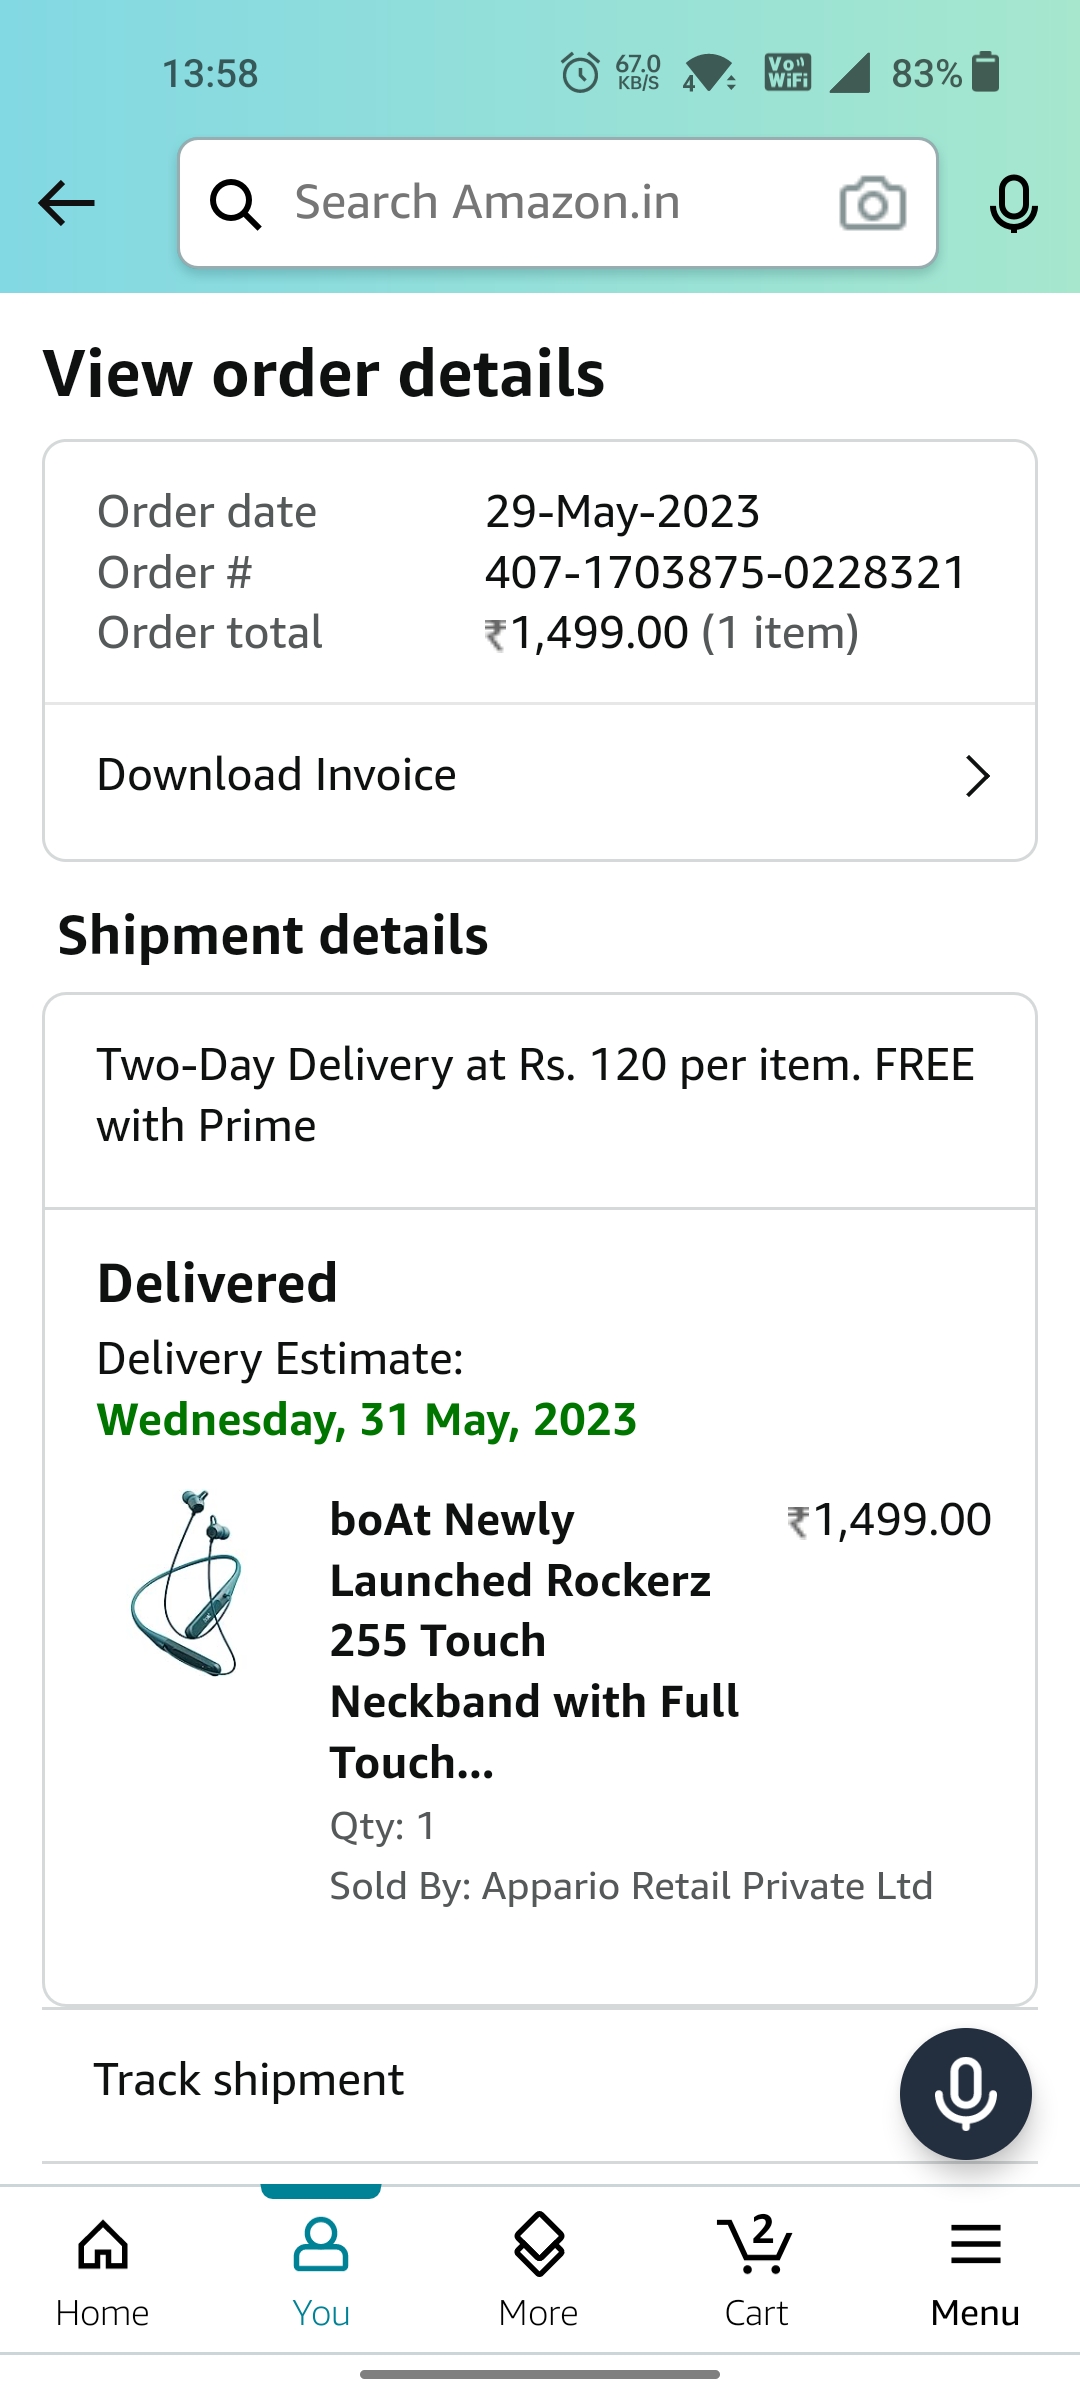 13:58
67.0
KB/S
4
Vo))
WiFi
83%
Search Amazon.in
View order details
Order date 29-May-2023
Order # 407-1703875-0228321
Order total ₹1,499.00 (1 item)
Download Invoice
Shipment details
Two-Day Delivery at Rs. 120 per item. FREE
with Prime
Delivered
Delivery Estimate:
Wednesday, 31 May, 2023
boAt Newly ₹1,499.00
Launched Rockerz
255 Touch
Neckband with Full
Touch...
Qty: 1
Sold By: Appario Retail Private Ltd
Track shipment
2
Home You More Cart Menu